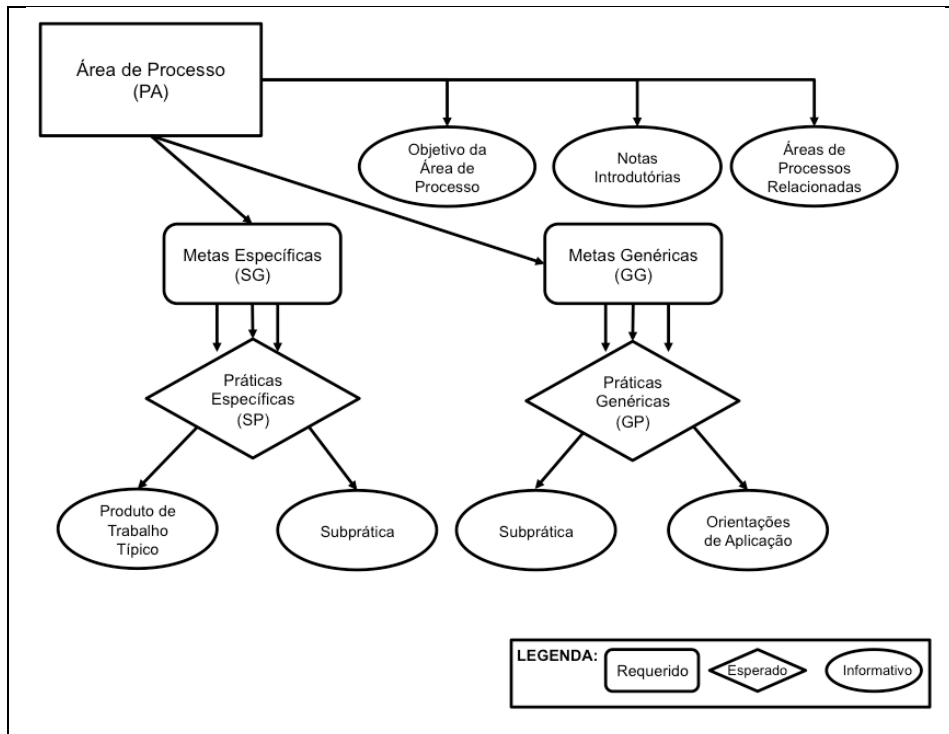 Área de Processo
(PA)
Objetivo da
Área de
Processo
Notas
Introdutórias
Áreas de
Processos
Relacionadas
Metas Específicas
(SG)
Metas Genéricas
(GG)
Práticas
Específicas
(SP)
Práticas
Genéricas
(GP)
Produto de
Trabalho
Típico
Subprática
Subprática
Orientações
de Aplicação
LEGENDA:
Requerido
Esperado
Informativo